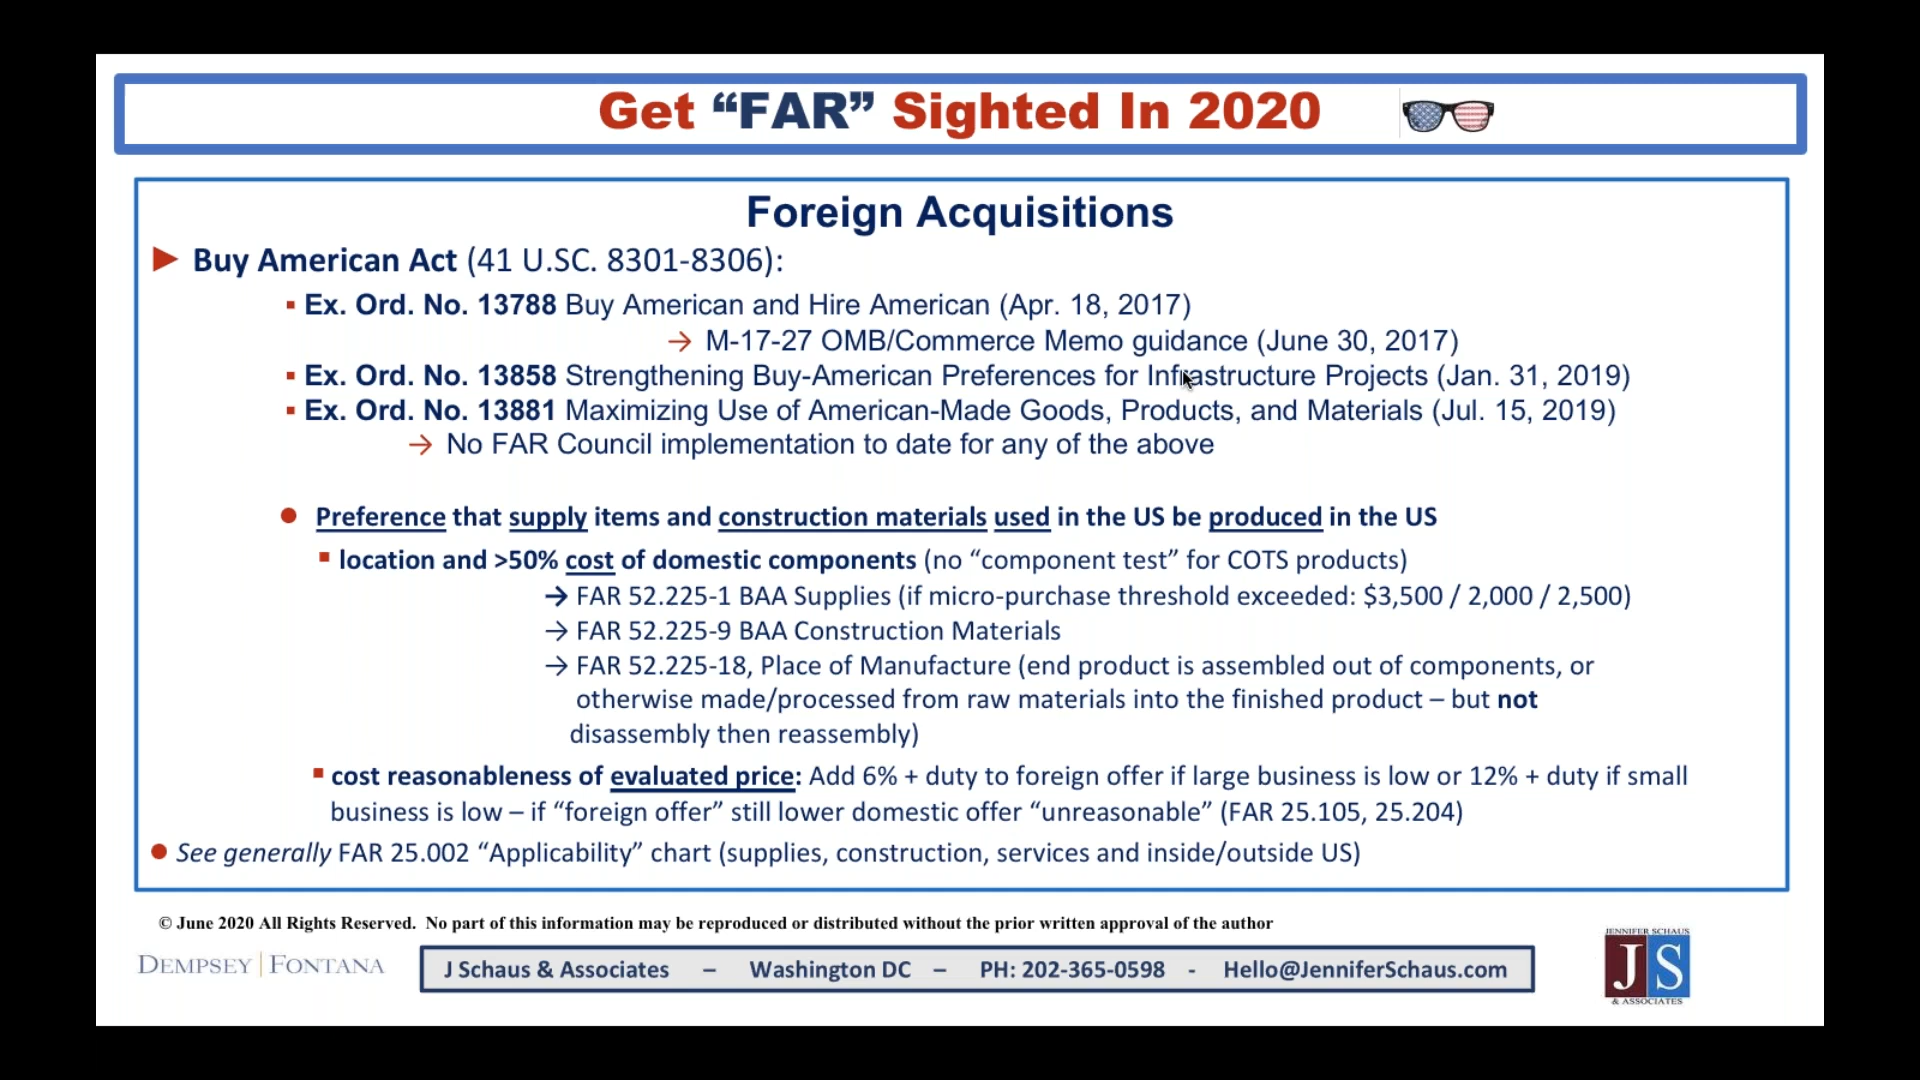 Get “FAR” Sighted In 2020
Foreign Acquisitions
► Buy American Act (41 U.SC. 8301-8306):
▪ Ex. Ord. No. 13788 Buy American and Hire American (Apr. 18, 2017)
→ M-17-27 OMB/Commerce Memo guidance (June 30, 2017)
▪ Ex. Ord. No. 13858 Strengthening Buy-American Preferences for Infrastructure Projects (Jan. 31, 2019)
▪ Ex. Ord. No. 13881 Maximizing Use of American-Made Goods, Products, and Materials (Jul. 15, 2019)
→ No FAR Council implementation to date for any of the above
● Preference that supply items and construction materials used in the US be produced in the US
▪ location and >50% cost of domestic components (no “component test” for COTS products)
→ FAR 52.225-1 BAA Supplies (if micro-purchase threshold exceeded: $3,500 / 2,000 / 2,500)
→ FAR 52.225-9 BAA Construction Materials
→ FAR 52.225-18, Place of Manufacture (end product is assembled out of components, or
otherwise made/processed from raw materials into the finished product – but not
disassembly then reassembly)
▪ cost reasonableness of evaluated price: Add 6% + duty to foreign offer if large business is low or 12% + duty if small
business is low – if “foreign offer” still lower domestic offer “unreasonable” (FAR 25.105, 25.204)
● See generally FAR 25.002 “Applicability” chart (supplies, construction, services and inside/outside US)
© June 2020 All Rights Reserved. No part of this information may be reproduced or distributed without the prior written approval of the author
DEMPSEY | FONTANA
J Schaus & Associates – Washington DC – PH: 202-365-0598 - Hello@JenniferSchaus.com
JENNIFER SCHAUS
J S
& ASSOCIATES